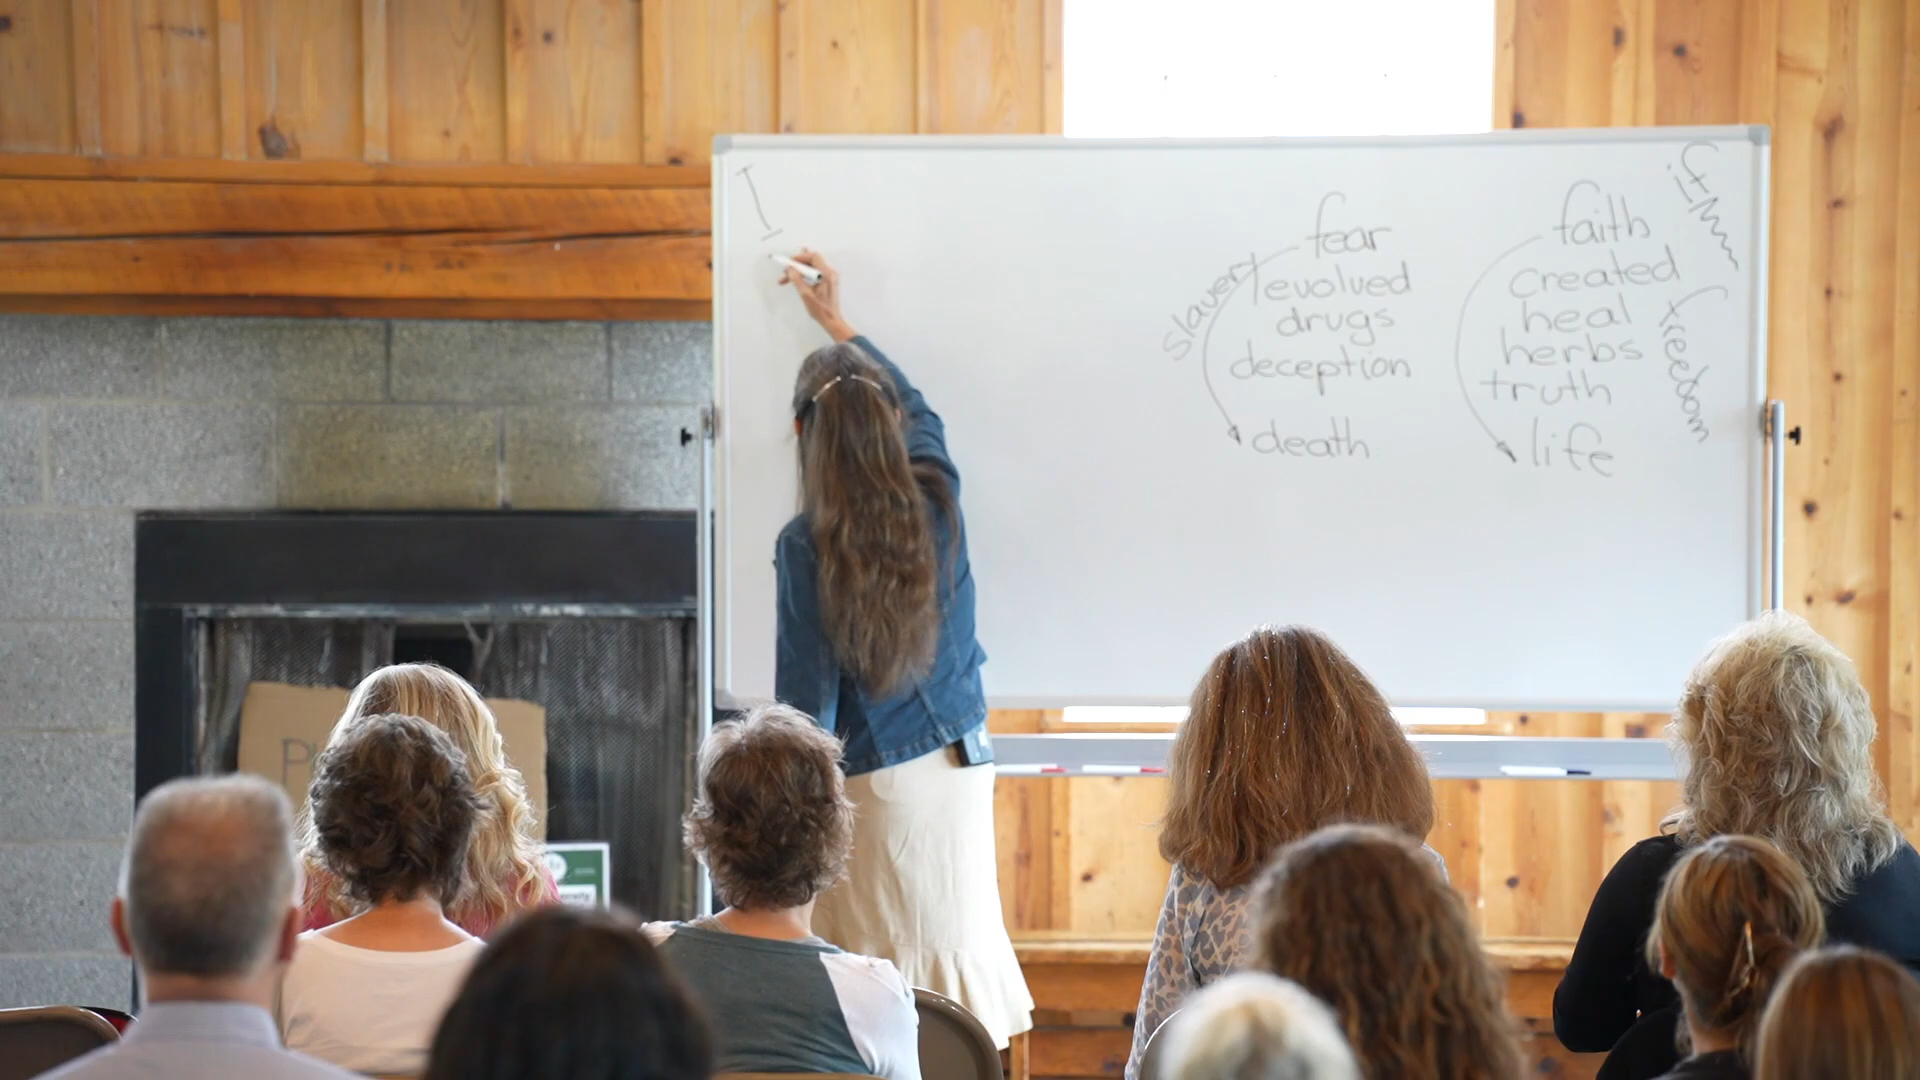 I
fear
evolved
drugs
deception
death
slavery
faith
created
heal
herbs
truth
life
freedom